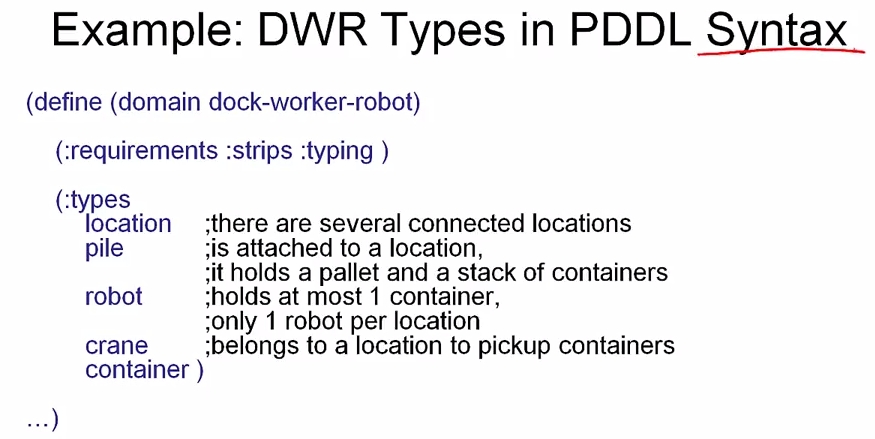 Example: DWR Types in PDDL Syntax
(define (domain dock-worker-robot)
(:requirements :strips :typing )
(:types
location ;there are several connected locations
pile ;is attached to a location,
;it holds a pallet and a stack of containers
robot ;holds at most 1 container,
;only 1 robot per location
crane ;belongs to a location to pickup containers
container )
...)